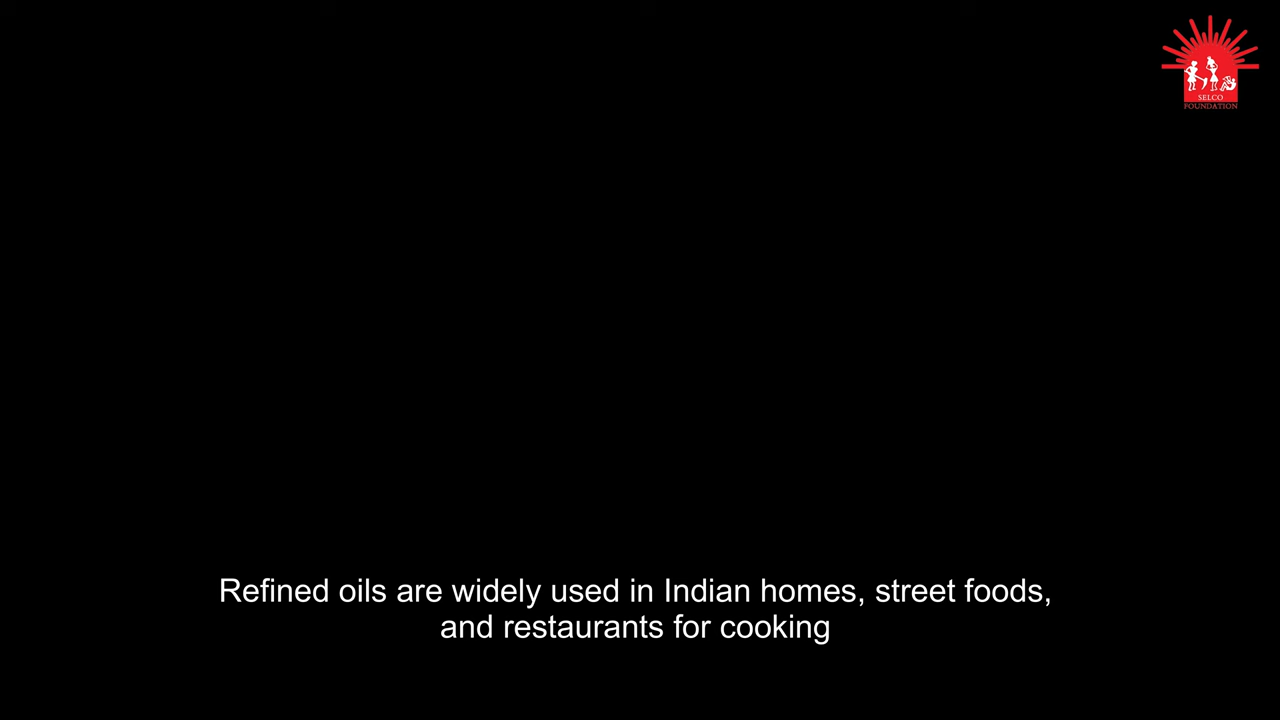 SELCO
FOUNDATION
Refined oils are widely used in Indian homes, street foods,
and restaurants for cooking